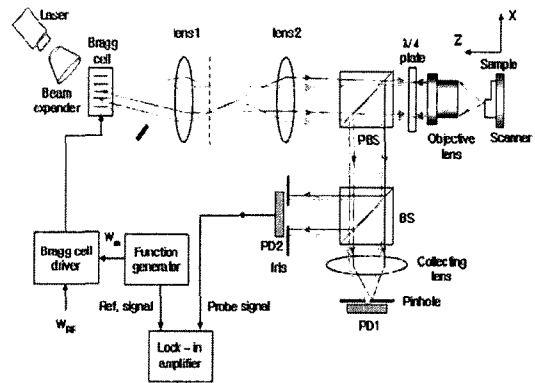 Laser
Beam
expander
Bragg
cell
lens1
lens2
λ/4
plate
X
Z
Sample
PBS
Objective
lens
Scanner
BS
PD2
Iris
Collecting
lens
Pinhole
PD1
Bragg cell
driver
Wm
Function
generator
WRF
Ref. signal
Probe signal
Lock-in
amplifier